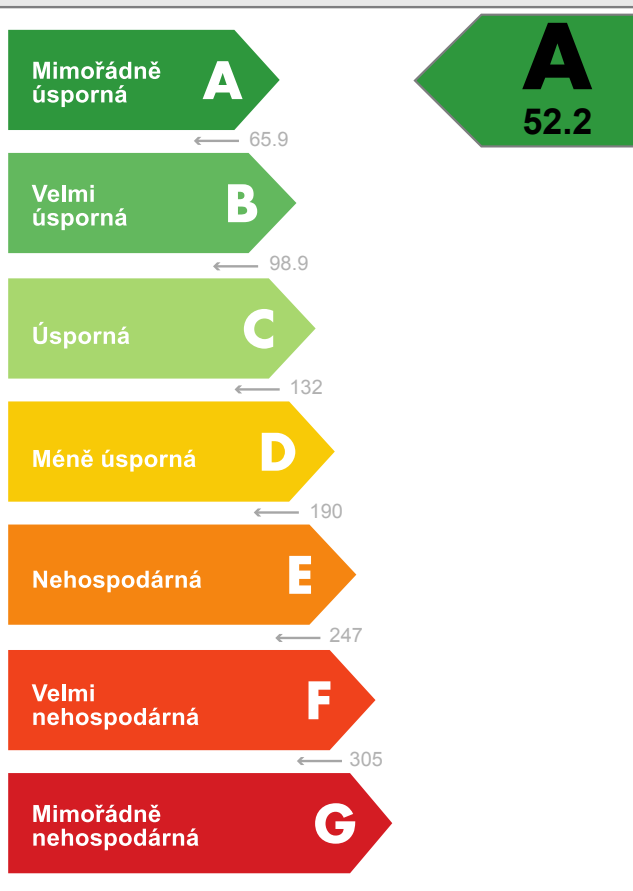 Mimořádně
úsporná
A
65.9
Velmi
úsporná
B
98.9
Úsporná
C
132
Méně úsporná
D
190
Nehospodárná
E
247
Velmi
nehospodárná
F
305
Mimořádně
nehospodárná
G
A
52.2